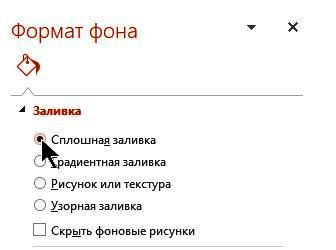 Формат фона
Заливка
Сплошная заливка
Градиентная заливка
Рисунок или текстура
Узорная заливка
Скрыть фоновые рисунки